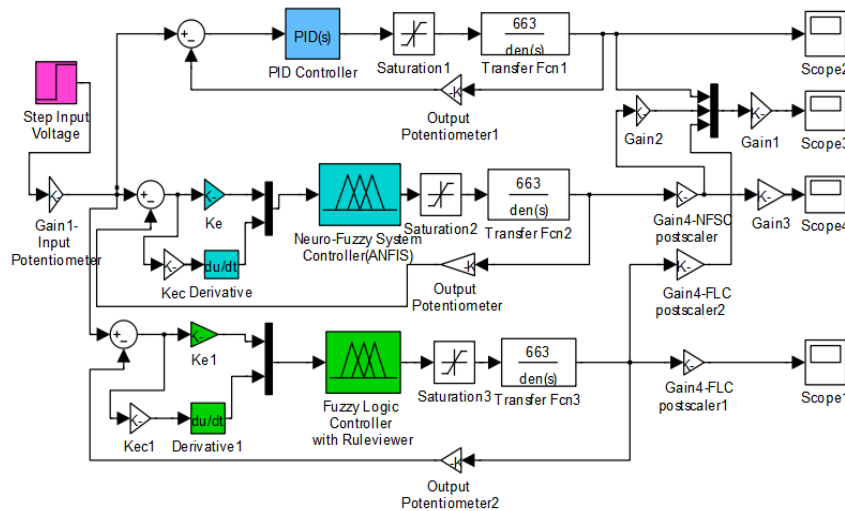 663
PID(s)
den(s)
PID Controller
Saturation1
Transfer Fcn1
Scope2
-K
Step Input
Voltage
Output
Potentiometer1
K-
Gain2
K-
Gain1
Scope3
663
den(s)
K-
K-
Ke
K-
Gain1-
Input
Potentiometer
Saturation2
Transfer Fcn2
K-
Gain4-NFSC
postscaler
K-
Gain3
Scope4
Neuro-Fuzzy System
Controller(ANFIS)
K-
du/dt
Kec
Derivative
-K
Output
Potentiometer
K-
Gain4-FLC
postscaler2
663
den(s)
K-
Ke1
Saturation3
Transfer Fcn3
K-
Gain4-FLC
postscaler1
Scope1
K-
du/dt
Kec1
Derivative1
Fuzzy Logic
Controller
with Ruleviewer
-K
Output
Potentiometer2